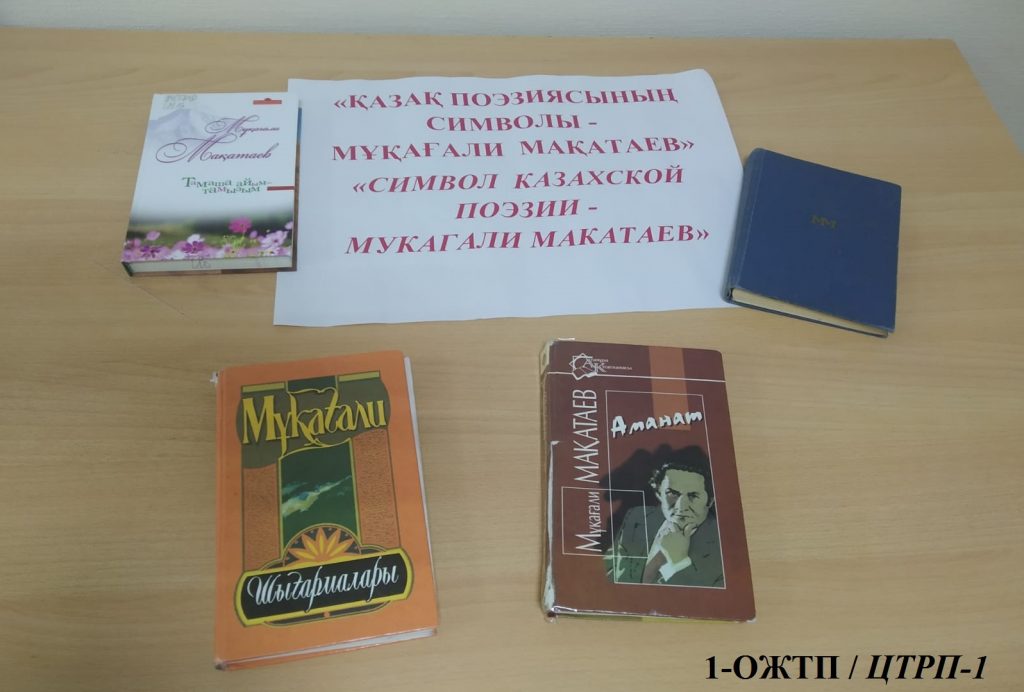 «ҚАЗАҚ ПОЭЗИЯСЫНЫҢ
СИМВОЛЫ -
МҰҚАҒАЛИ МАҚАТАЕВ»
«СИМВОЛ КАЗАХСКОЙ
ПОЭЗИИ -
МУКАГАЛИ МАКАТАЕВ»
Мұқағали
Мақатаев
Тамаша айым-
тамызым
ММ
Мұқағали
Шығармалары
Мұқағали МАҚАТАЕВ
Аманат
1-ОЖТП / ЦТРП-1